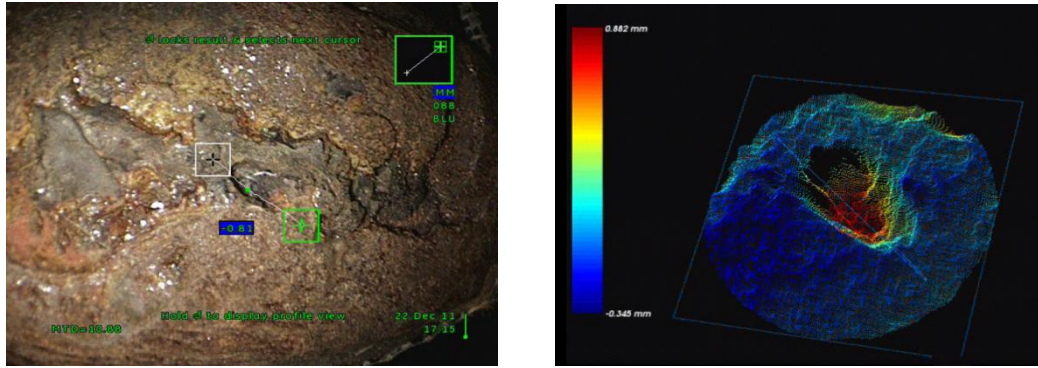 locks result & selects next cursor
MM
088
BLU
-0.81
Hold to display profile view
MTD=10.00
22 Dec 11
17:15
0.882 mm
-0.345 mm